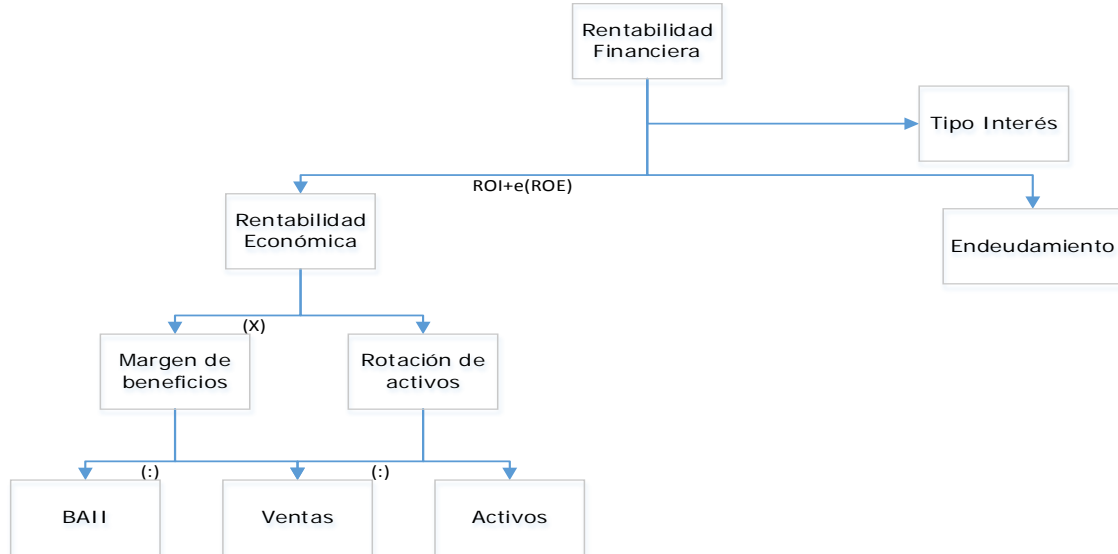 Rentabilidad
Financiera
Tipo Interés
ROI+e(ROE)
Rentabilidad
Económica
Endeudamiento
(X)
Margen de
beneficios
Rotación de
activos
(:)
(:)
BAII
Ventas
Activos